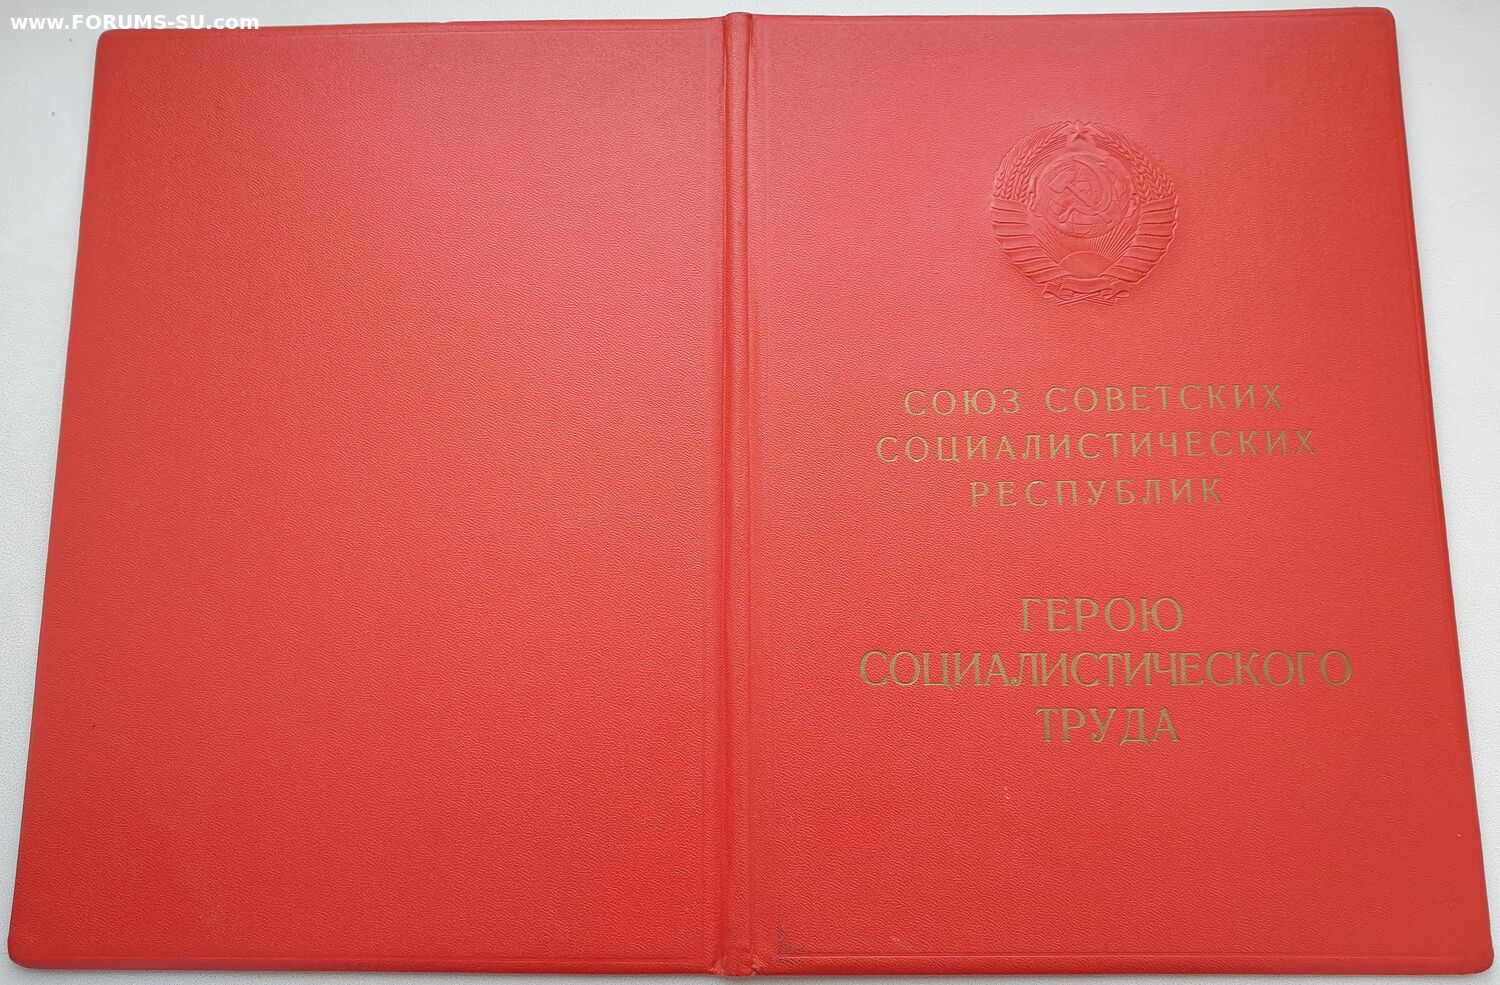 www.FORUMS-SU.com
СОЮЗ СОВЕТСКИХ
СОЦИАЛИСТИЧЕСКИХ
РЕСПУБЛИК
ГЕРОЮ
СОЦИАЛИСТИЧЕСКОГО
ТРУДА